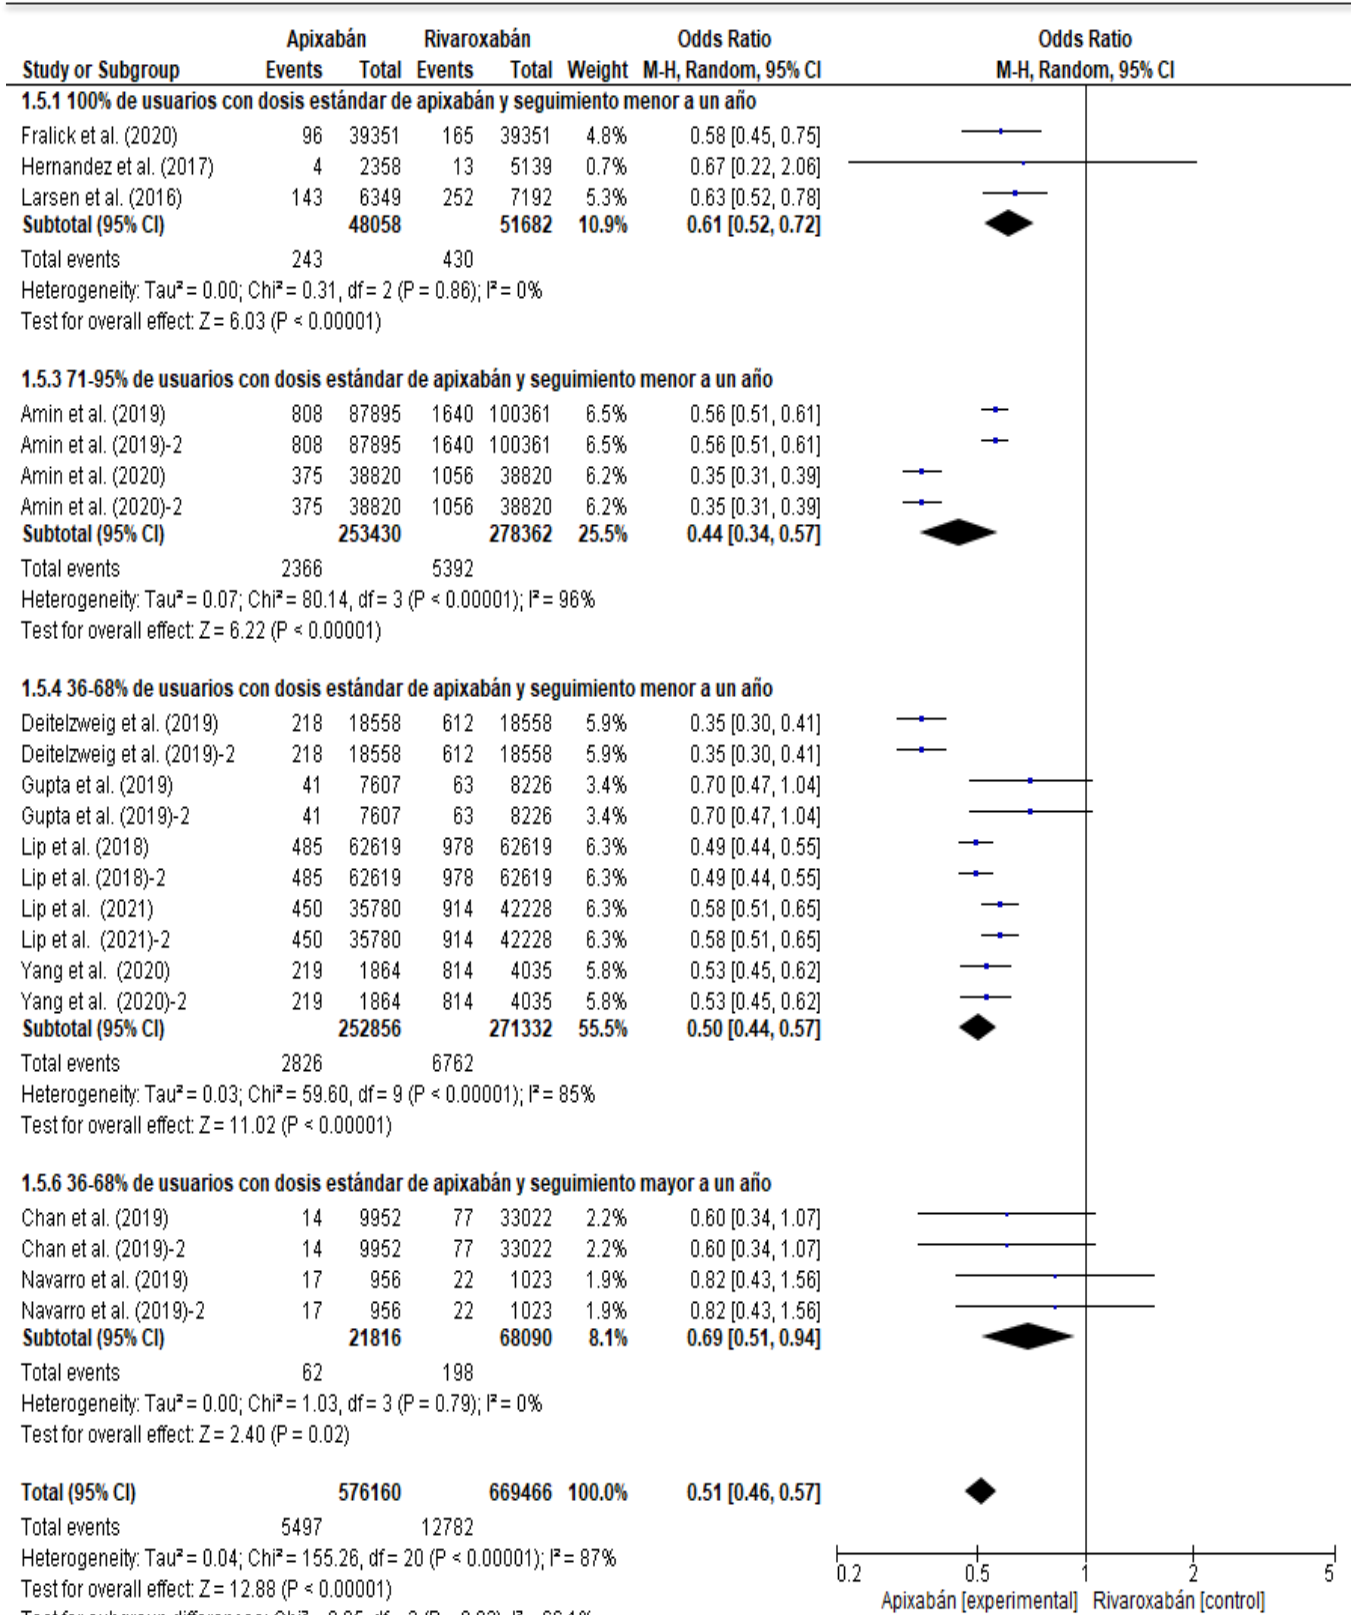 Apixabán Rivaroxabán Odds Ratio Odds Ratio
Study or Subgroup Events Total Events Total Weight M-H, Random, 95% CI M-H, Random, 95% CI
1.5.1 100% de usuarios con dosis estándar de apixabán y seguimiento menor a un año
Fralick et al. (2020) 96 39351 165 39351 4.8% 0.58 [0.45, 0.75]
Hernandez et al. (2017) 4 2358 13 5139 0.7% 0.67 [0.22, 2.06]
Larsen et al. (2016) 143 6349 252 7192 5.3% 0.63 [0.52, 0.78]
Subtotal (95% CI) 48058 51682 10.9% 0.61 [0.52, 0.72]
Total events 243 430
Heterogeneity: Tau² = 0.00; Chi² = 0.31, df = 2 (P = 0.86); I² = 0%
Test for overall effect: Z = 6.03 (P < 0.00001)
1.5.3 71-95% de usuarios con dosis estándar de apixabán y seguimiento menor a un año
Amin et al. (2019) 808 87895 1640 100361 6.5% 0.56 [0.51, 0.61]
Amin et al. (2019)-2 808 87895 1640 100361 6.5% 0.56 [0.51, 0.61]
Amin et al. (2020) 375 38820 1056 38820 6.2% 0.35 [0.31, 0.39]
Amin et al. (2020)-2 375 38820 1056 38820 6.2% 0.35 [0.31, 0.39]
Subtotal (95% CI) 253430 278362 25.5% 0.44 [0.34, 0.57]
Total events 2366 5392
Heterogeneity: Tau² = 0.07; Chi² = 80.14, df = 3 (P < 0.00001); I² = 96%
Test for overall effect: Z = 6.22 (P < 0.00001)
1.5.4 36-68% de usuarios con dosis estándar de apixabán y seguimiento menor a un año
Deitelzweig et al. (2019) 218 18558 612 18558 5.9% 0.35 [0.30, 0.41]
Deitelzweig et al. (2019)-2 218 18558 612 18558 5.9% 0.35 [0.30, 0.41]
Gupta et al. (2019) 41 7607 63 8226 3.4% 0.70 [0.47, 1.04]
Gupta et al. (2019)-2 41 7607 63 8226 3.4% 0.70 [0.47, 1.04]
Lip et al. (2018) 485 62619 978 62619 6.3% 0.49 [0.44, 0.55]
Lip et al. (2018)-2 485 62619 978 62619 6.3% 0.49 [0.44, 0.55]
Lip et al. (2021) 450 35780 914 42228 6.3% 0.58 [0.51, 0.65]
Lip et al. (2021)-2 450 35780 914 42228 6.3% 0.58 [0.51, 0.65]
Yang et al. (2020) 219 1864 814 4035 5.8% 0.53 [0.45, 0.62]
Yang et al. (2020)-2 219 1864 814 4035 5.8% 0.53 [0.45, 0.62]
Subtotal (95% CI) 252856 271332 55.5% 0.50 [0.44, 0.57]
Total events 2826 6762
Heterogeneity: Tau² = 0.03; Chi² = 59.60, df = 9 (P < 0.00001); I² = 85%
Test for overall effect: Z = 11.02 (P < 0.00001)
1.5.6 36-68% de usuarios con dosis estándar de apixabán y seguimiento mayor a un año
Chan et al. (2019) 14 9952 77 33022 2.2% 0.60 [0.34, 1.07]
Chan et al. (2019)-2 14 9952 77 33022 2.2% 0.60 [0.34, 1.07]
Navarro et al. (2019) 17 956 22 1023 1.9% 0.82 [0.43, 1.56]
Navarro et al. (2019)-2 17 956 22 1023 1.9% 0.82 [0.43, 1.56]
Subtotal (95% CI) 21816 68090 8.1% 0.69 [0.51, 0.94]
Total events 62 198
Heterogeneity: Tau² = 0.00; Chi² = 1.03, df = 3 (P = 0.79); I² = 0%
Test for overall effect: Z = 2.40 (P = 0.02)
Total (95% CI) 576160 669466 100.0% 0.51 [0.46, 0.57]
Total events 5497 12782
Heterogeneity: Tau² = 0.04; Chi² = 155.26, df = 20 (P < 0.00001); I² = 87%
0.2 0.5 1 2 5
Test for overall effect: Z = 12.88 (P < 0.00001)
Apixabán [experimental] Rivaroxabán [control]